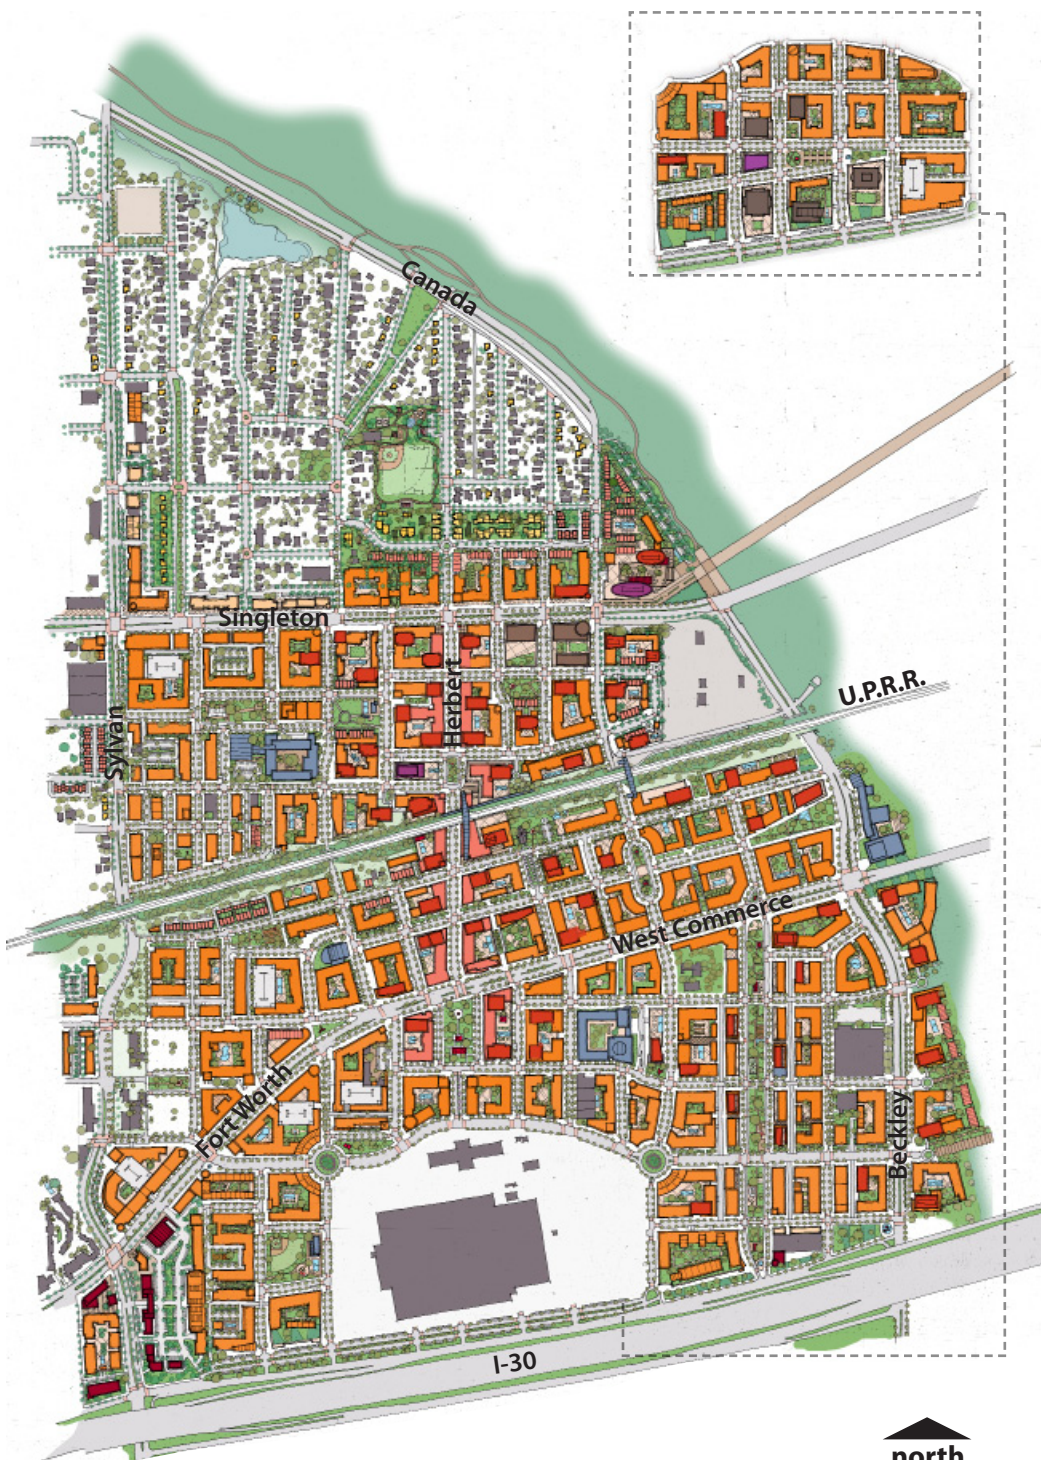 Canada
Singleton
Herbert
U.P.R.R.
Sylvan
West Commerce
Fort Worth
Beckley
I-30
north